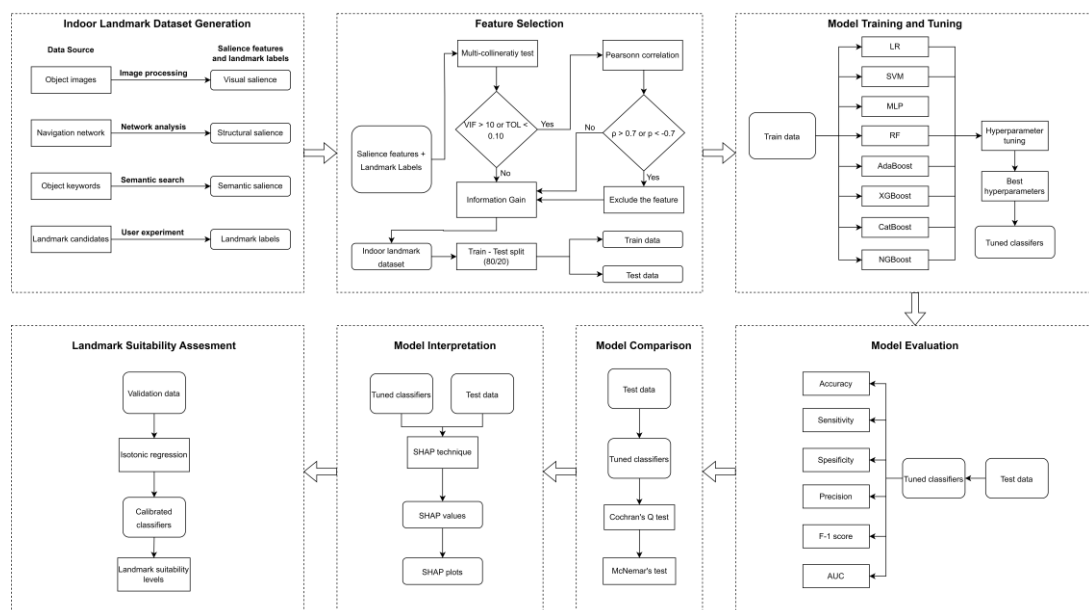 Indoor Landmark Dataset Generation
Data Source
Salience features
and landmark labels
Object images
Image processing
Visual salience
Navigation network
Network analysis
Structural salience
Object keywords
Semantic search
Semantic salience
Landmark candidates
User experiment
Landmark labels
Feature Selection
Multi-collineratiy test
Pearsonn correlation
VIF > 10 or TOL <
0.10
Yes
No
ρ > 0.7 or ρ < -0.7
Salience features +
Landmark Labels
No
Yes
Information Gain
Exclude the feature
Indoor landmark
dataset
Train - Test split
(80/20)
Train data
Test data
Model Training and Tuning
Train data
LR
SVM
MLP
RF
AdaBoost
XGBoost
CatBoost
NGBoost
Hyperparameter
tuning
Best
hyperparameters
Tuned classifers
Landmark Suitability Assesment
Validation data
Isotonic regression
Calibrated
classifiers
Landmark suitability
levels
Model Interpretation
Tuned classifiers
Test data
SHAP technique
SHAP values
SHAP plots
Model Comparison
Test data
Tuned classifiers
Cochran's Q test
McNemar's test
Model Evaluation
Accuracy
Sensitivity
Spesificity
Precision
F-1 score
AUC
Tuned classifiers
Test data